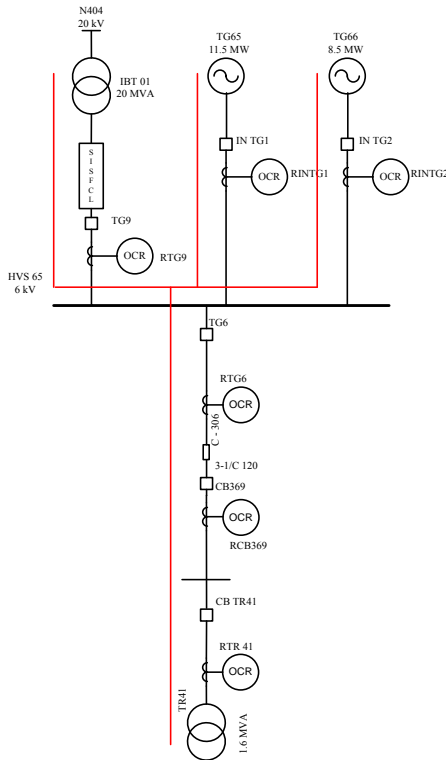 N404
20 kV
IBT 01
20 MVA
S I S F C L
TG9
OCR
RTG9
TG65
11.5 MW
IN TG1
OCR
RINTG1
TG66
8.5 MW
IN TG2
OCR
RINTG2
HVS 65
6 kV
TG6
RTG6
OCR
C - 306
3-1/C 120
CB369
OCR
RCB369
CB TR41
RTR 41
OCR
TR41
1.6 MVA